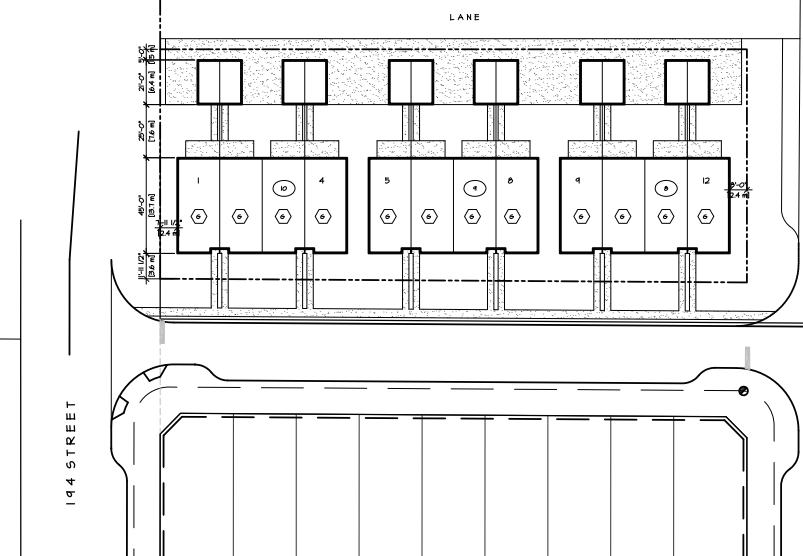 LANE
5'-0"
[1.5 m]
21'-0"
[6.4 m]
25'-0"
[7.6 m]
1
10
4
5
9
8
9
8
12
8'-0"
[2.4 m]
45'-0"
[13.7 m]
G G G G G G G G G G G G
7'-11 1/2"
[2.4 m]
11'-11 1/2"
[3.6 m]
194 STREET